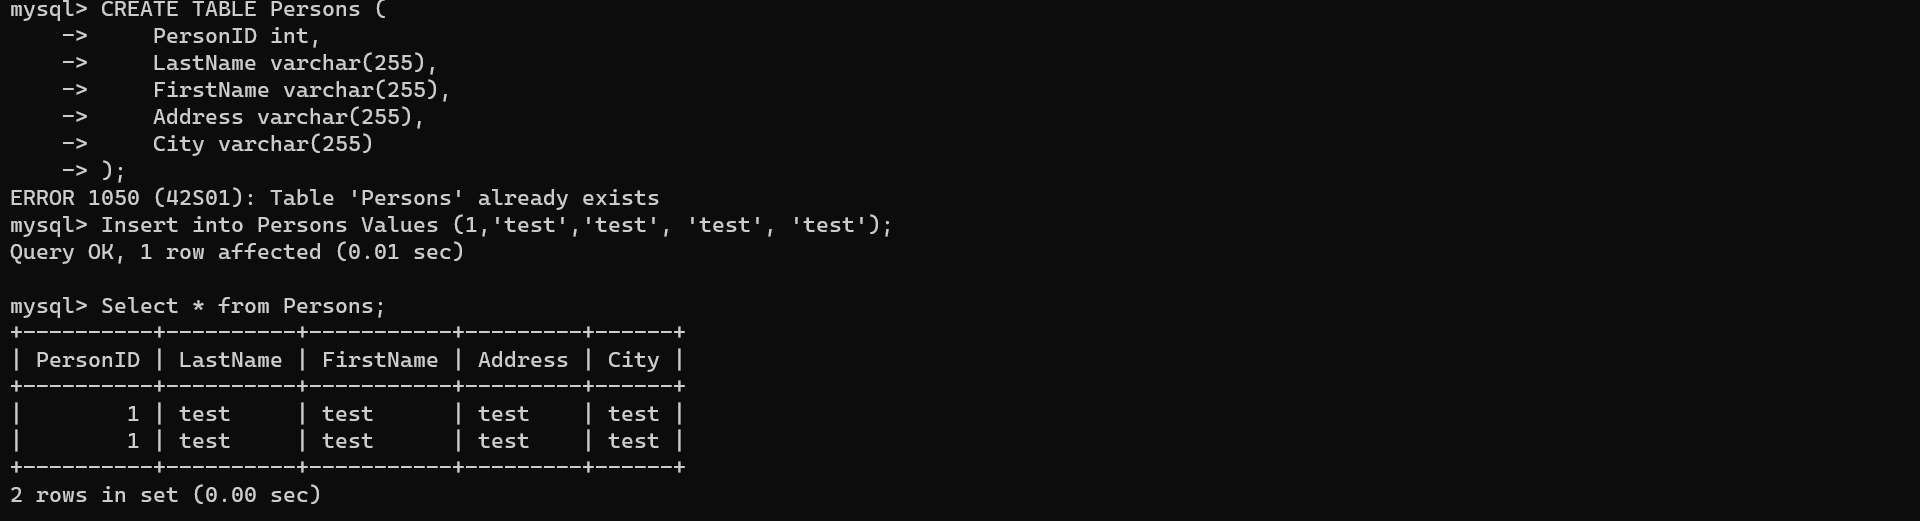 mysql> CREATE TABLE Persons (
    ->     PersonID int,
    ->     LastName varchar(255),
    ->     FirstName varchar(255),
    ->     Address varchar(255),
    ->     City varchar(255)
    -> );
ERROR 1050 (42S01): Table 'Persons' already exists
mysql> Insert into Persons Values (1,'test','test', 'test', 'test');
Query OK, 1 row affected (0.01 sec)

mysql> Select * from Persons;
+----------+----------+-----------+---------+------+
| PersonID | LastName | FirstName | Address | City |
+----------+----------+-----------+---------+------+
|        1 | test     | test      | test    | test |
|        1 | test     | test      | test    | test |
+----------+----------+-----------+---------+------+
2 rows in set (0.00 sec)